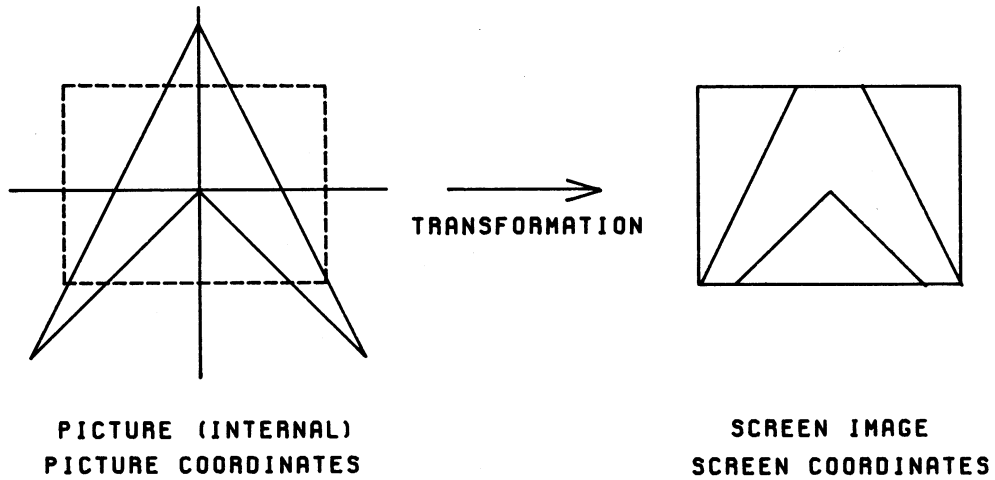 TRANSFORMATION
PICTURE (INTERNAL)
PICTURE COORDINATES
SCREEN IMAGE
SCREEN COORDINATES